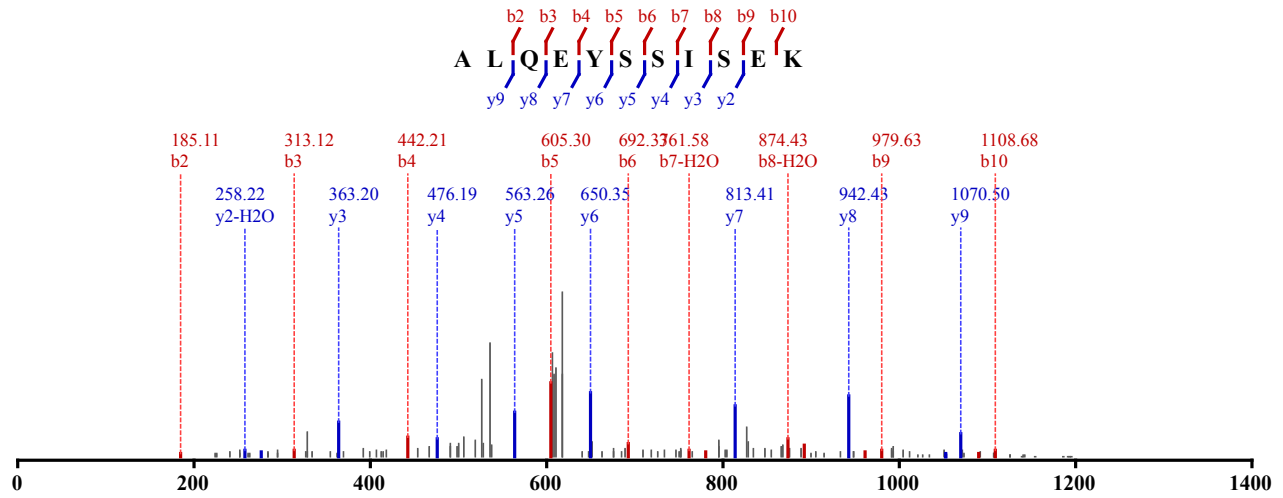 b2 b3 b4 b5 b6 b7 b8 b9 b10
A L Q E Y S S I S E K
y9 y8 y7 y6 y5 y4 y3 y2
185.11 313.12 442.21 605.30 692.33 761.58 874.43 979.63 1108.68
b2 b3 b4 b5 b6 b7-H2O b8-H2O b9 b10
258.22 363.20 476.19 563.26 650.35 813.41 942.43 1070.50
y2-H2O y3 y4 y5 y6 y7 y8 y9
0 200 400 600 800 1000 1200 1400